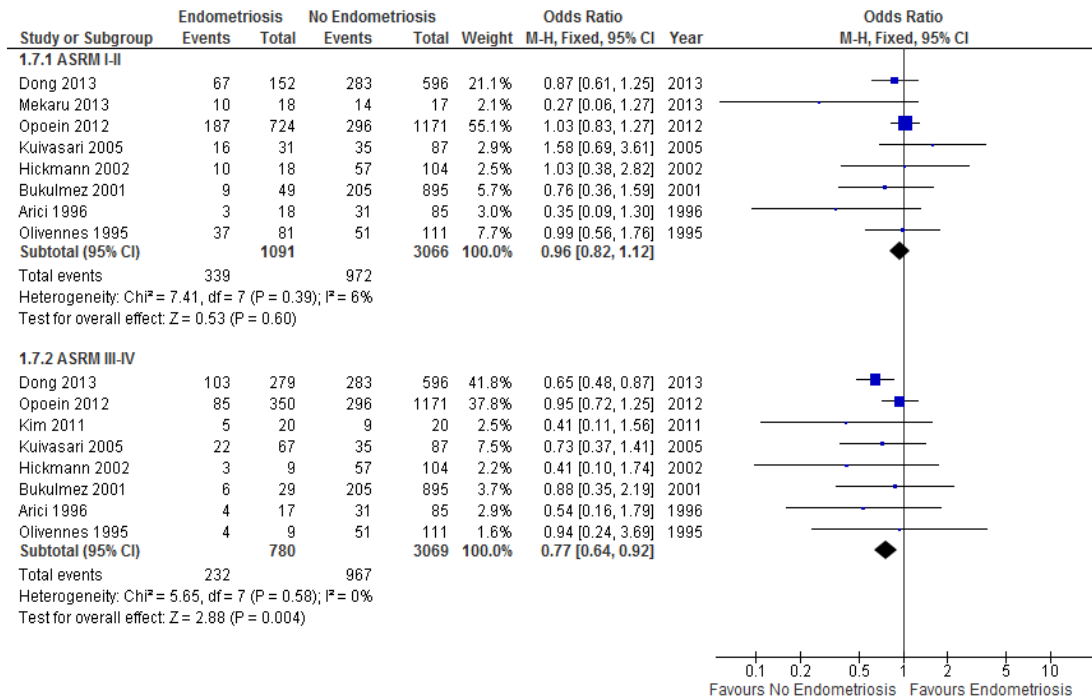 Endometriosis No Endometriosis Odds Ratio Odds Ratio
Study or Subgroup Events Total Events Total Weight M-H, Fixed, 95% CI Year M-H, Fixed, 95% CI
1.7.1 ASRM I-II
Dong 2013 67 152 283 596 21.1% 0.87 [0.61, 1.25] 2013
Mekaru 2013 10 18 14 17 2.1% 0.27 [0.06, 1.27] 2013
Opoein 2012 187 724 296 1171 55.1% 1.03 [0.83, 1.27] 2012
Kuivasari 2005 16 31 35 87 2.9% 1.58 [0.69, 3.61] 2005
Hickmann 2002 10 18 57 104 2.4% 1.03 [0.38, 2.82] 2002
Bukulmez 2001 9 49 205 895 5.7% 0.76 [0.36, 1.59] 2001
Arici 1996 3 18 31 85 3.0% 0.35 [0.09, 1.30] 1996
Olivennes 1995 37 81 51 111 7.7% 0.99 [0.56, 1.76] 1995
Subtotal (95% CI) 1091 3066 100.0% 0.96 [0.82, 1.12]
Total events 339 972
Heterogeneity: Chi² = 7.41, df = 7 (P = 0.39); I² = 6%
Test for overall effect: Z = 0.53 (P = 0.60)
1.7.2 ASRM III-IV
Dong 2013 103 279 283 596 41.8% 0.65 [0.48, 0.87] 2013
Opoein 2012 85 350 296 1171 37.8% 0.95 [0.72, 1.25] 2012
Kim 2011 5 20 9 20 2.5% 0.41 [0.11, 1.56] 2011
Kuivasari 2005 22 67 35 87 7.5% 0.73 [0.37, 1.41] 2005
Hickmann 2002 3 9 57 104 2.2% 0.41 [0.10, 1.74] 2002
Bukulmez 2001 6 29 205 895 3.7% 0.88 [0.35, 2.19] 2001
Arici 1996 4 17 31 85 2.9% 0.54 [0.16, 1.79] 1996
Olivennes 1995 4 9 51 111 1.6% 0.94 [0.24, 3.69] 1995
Subtotal (95% CI) 780 3069 100.0% 0.77 [0.64, 0.92]
Total events 232 967
Heterogeneity: Chi² = 5.65, df = 7 (P = 0.58); I² = 0%
Test for overall effect: Z = 2.88 (P = 0.004)
0.1 0.2 0.5 1 2 5 10
Favours No Endometriosis Favours Endometriosis